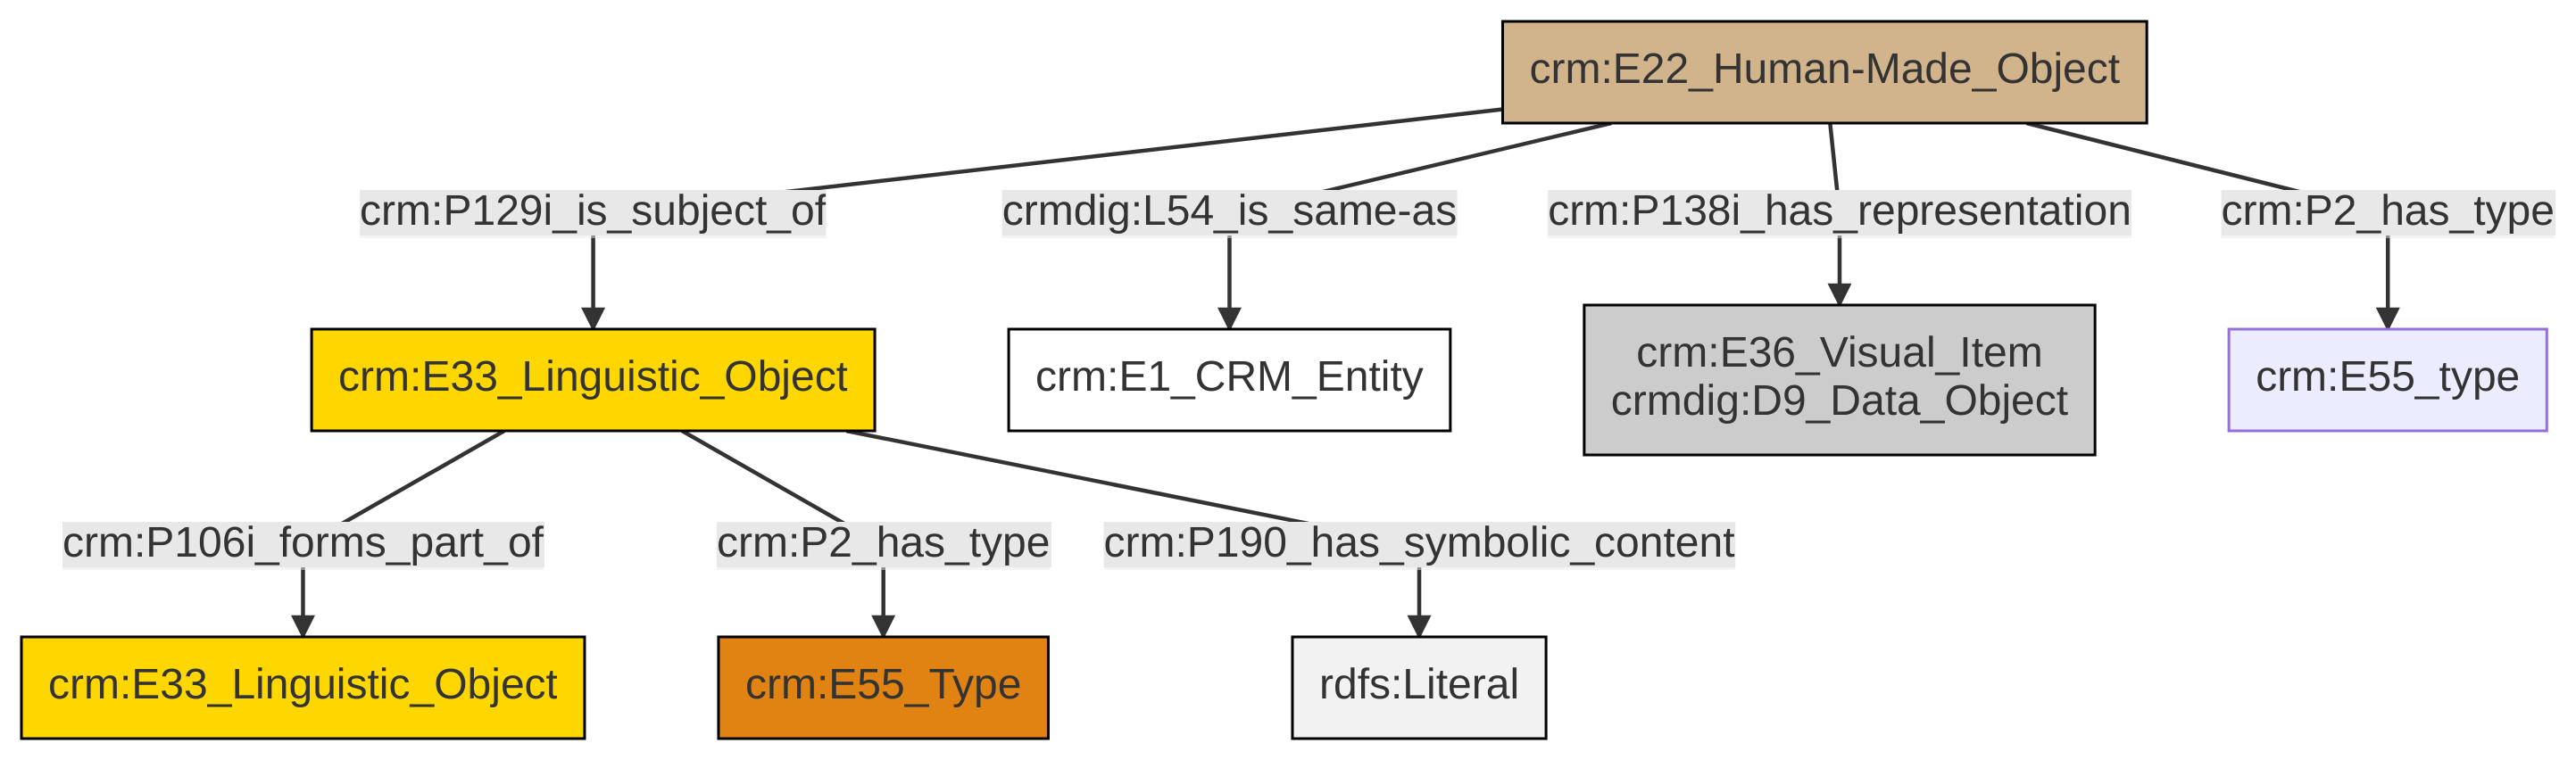 crm:E22_Human-Made_Object
crm:P129i_is_subject_of
crmdig:L54_is_same-as
crm:P138i_has_representation
crm:P2_has_type
crm:E33_Linguistic_Object
crm:E1_CRM_Entity
crm:E36_Visual_Item
crmdig:D9_Data_Object
crm:E55_type
crm:P106i_forms_part_of
crm:P2_has_type
crm:P190_has_symbolic_content
crm:E33_Linguistic_Object
crm:E55_Type
rdfs:Literal